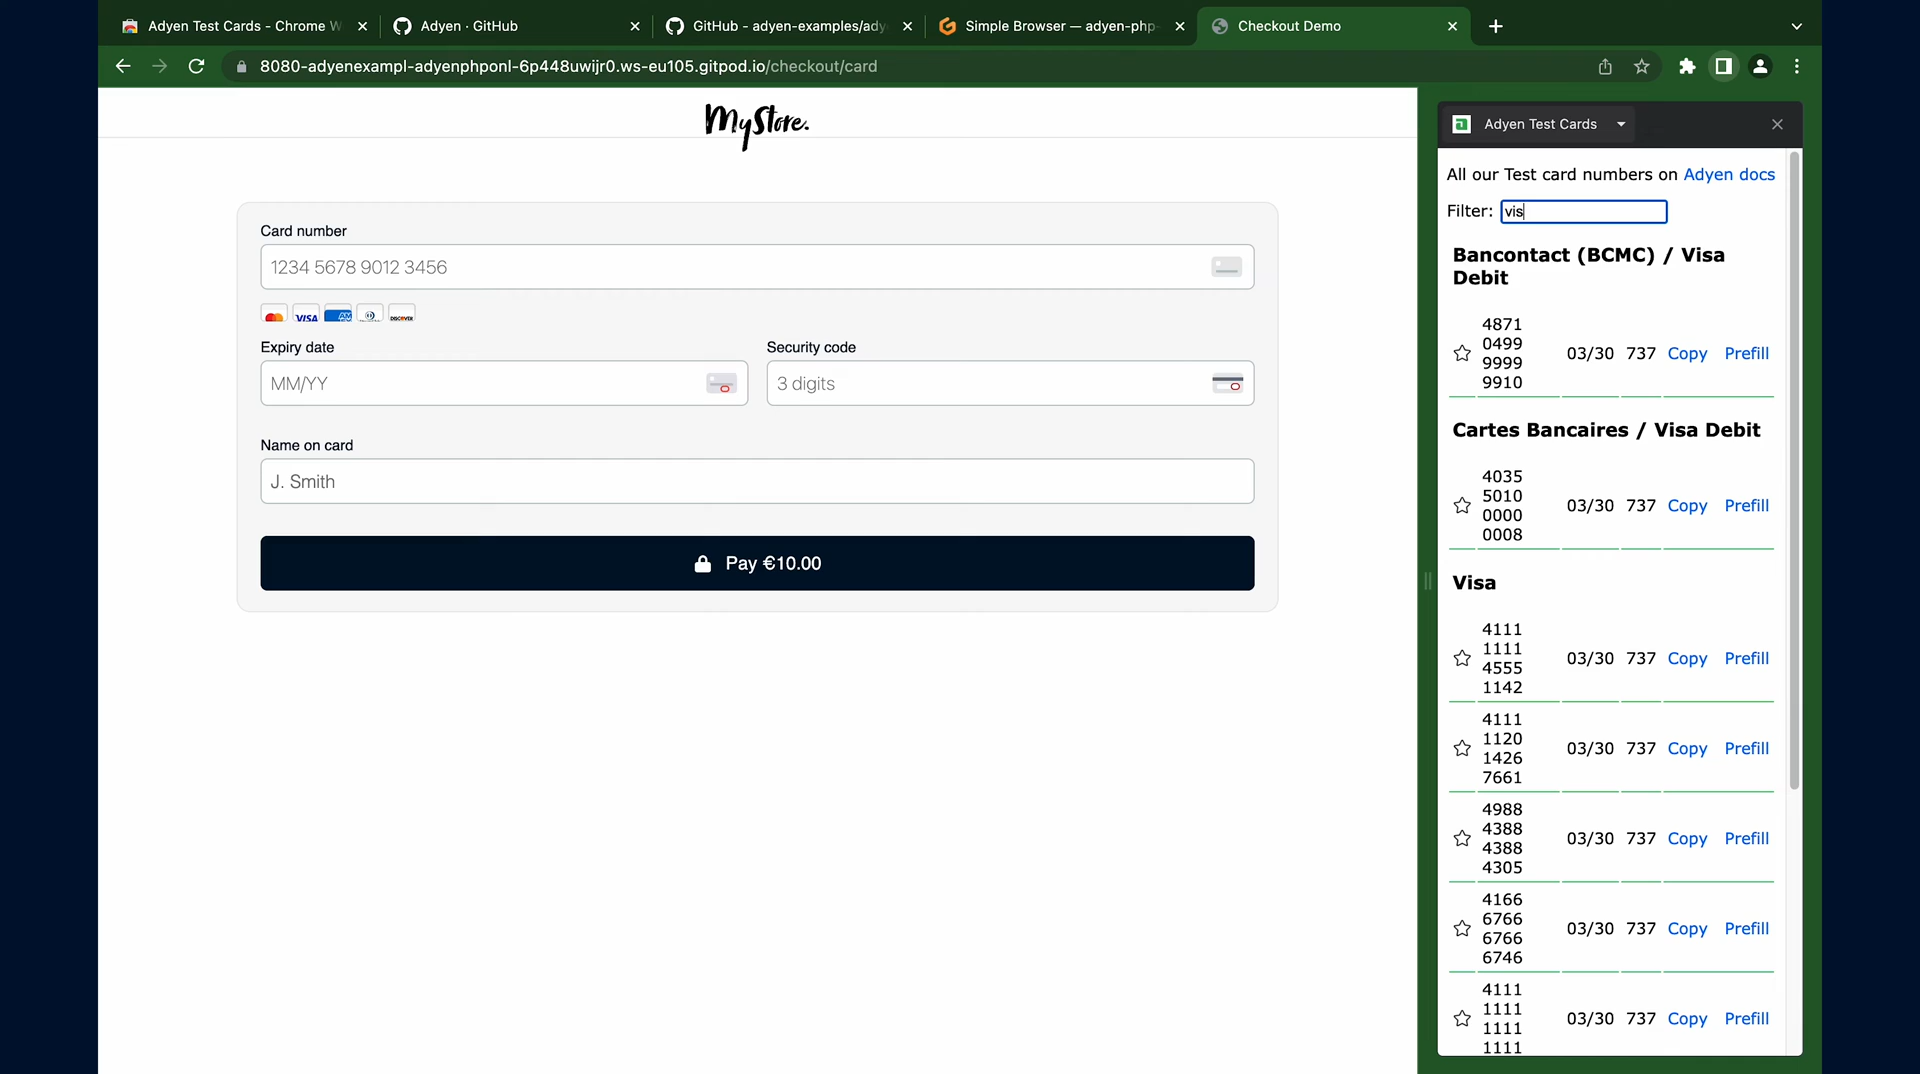 Adyen Test Cards - Chrome W
Adyen · GitHub
GitHub - adyen-examples/ady
Simple Browser — adyen-php-
Checkout Demo
8080-adyenexampl-adyenphponl-6p448uwijr0.ws-eu105.gitpod.io/checkout/card
MyStore.
Card number
1234 5678 9012 3456
VISA
AM
DISCOVER
Expiry date
Security code
MM/YY
3 digits
Name on card
J. Smith
Pay €10.00
Adyen Test Cards
All our Test card numbers on Adyen docs
Filter: vis
Bancontact (BCMC) / Visa
Debit
4871
0499
9999
9910
03/30 737 Copy Prefill
Cartes Bancaires / Visa Debit
4035
5010
0000
0008
03/30 737 Copy Prefill
Visa
4111
1111
4555
1142
03/30 737 Copy Prefill
4111
1120
1426
7661
03/30 737 Copy Prefill
4988
4388
4388
4305
03/30 737 Copy Prefill
4166
6766
6766
6746
03/30 737 Copy Prefill
4111
1111
1111
1111
03/30 737 Copy Prefill